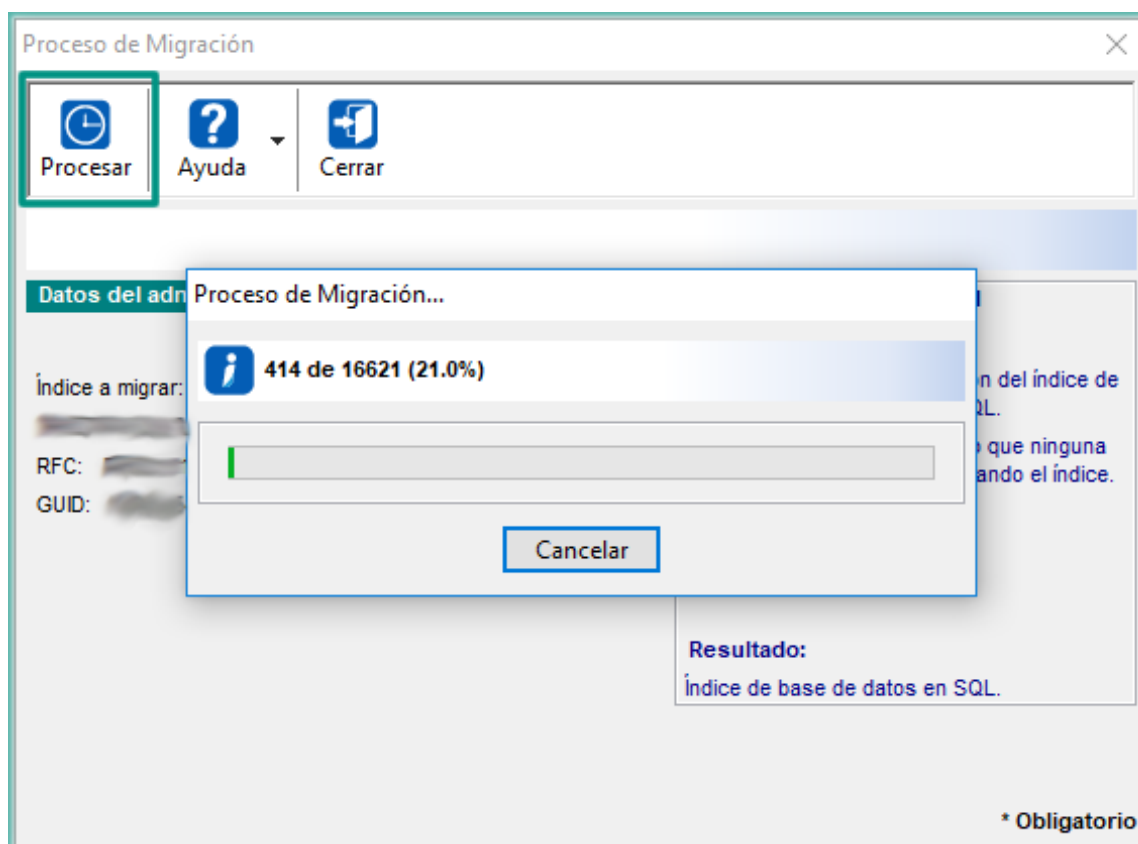 Proceso de Migración
Procesar
Ayuda
Cerrar
Datos del adn
Proceso de Migración...
414 de 16621 (21.0%)
Índice a migrar:
n del índice de
QL.
que ninguna
ando el índice.
RFC:
GUID:
Cancelar
Resultado:
Índice de base de datos en SQL.
* Obligatorio